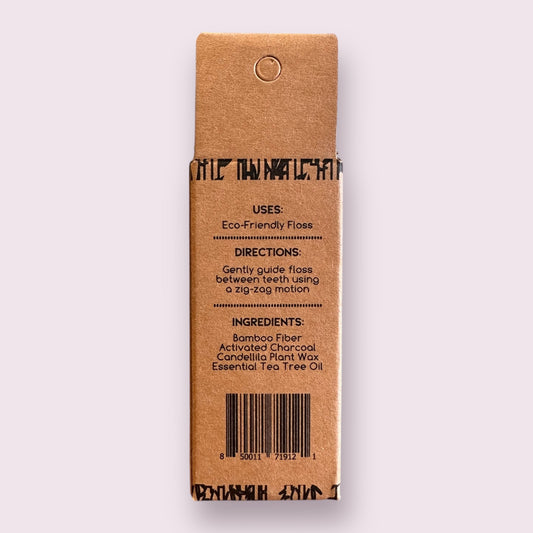 USES:
Eco-Friendly Floss
DIRECTIONS:
Gently guide floss
between teeth using
a zig-zag motion
INGREDIENTS:
Bamboo Fiber
Activated Charcoal
Candellila Plant Wax
Essential Tea Tree Oil
8 50011 71912 1